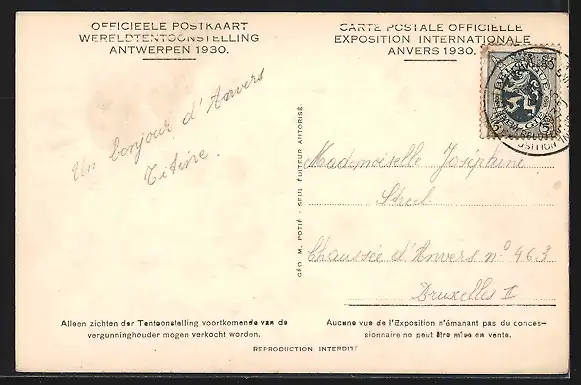 OFFICIEELE POSTKAART
WERELDTENTOONSTELLING
ANTWERPEN 1930.
CARTE POSTALE OFFICIELLE
EXPOSITION INTERNATIONALE
ANVERS 1930.
Un bonjour d'Anvers
Titine.
GÉO. M. POTIÉ - SEUL ÉDITEUR AUTORISÉ.
Mademoiselle Joséphine
Chaussée d'Anvers n° 463
Bruxelles II
Alleen zichten der Tentoonstelling voortkomende van de
vergunninghouder mogen verkocht worden.
Aucune vue de l'Exposition n'émanant pas du conces-
sionnaire ne peut être mise en vente.
REPRODUCTION INTERDITE